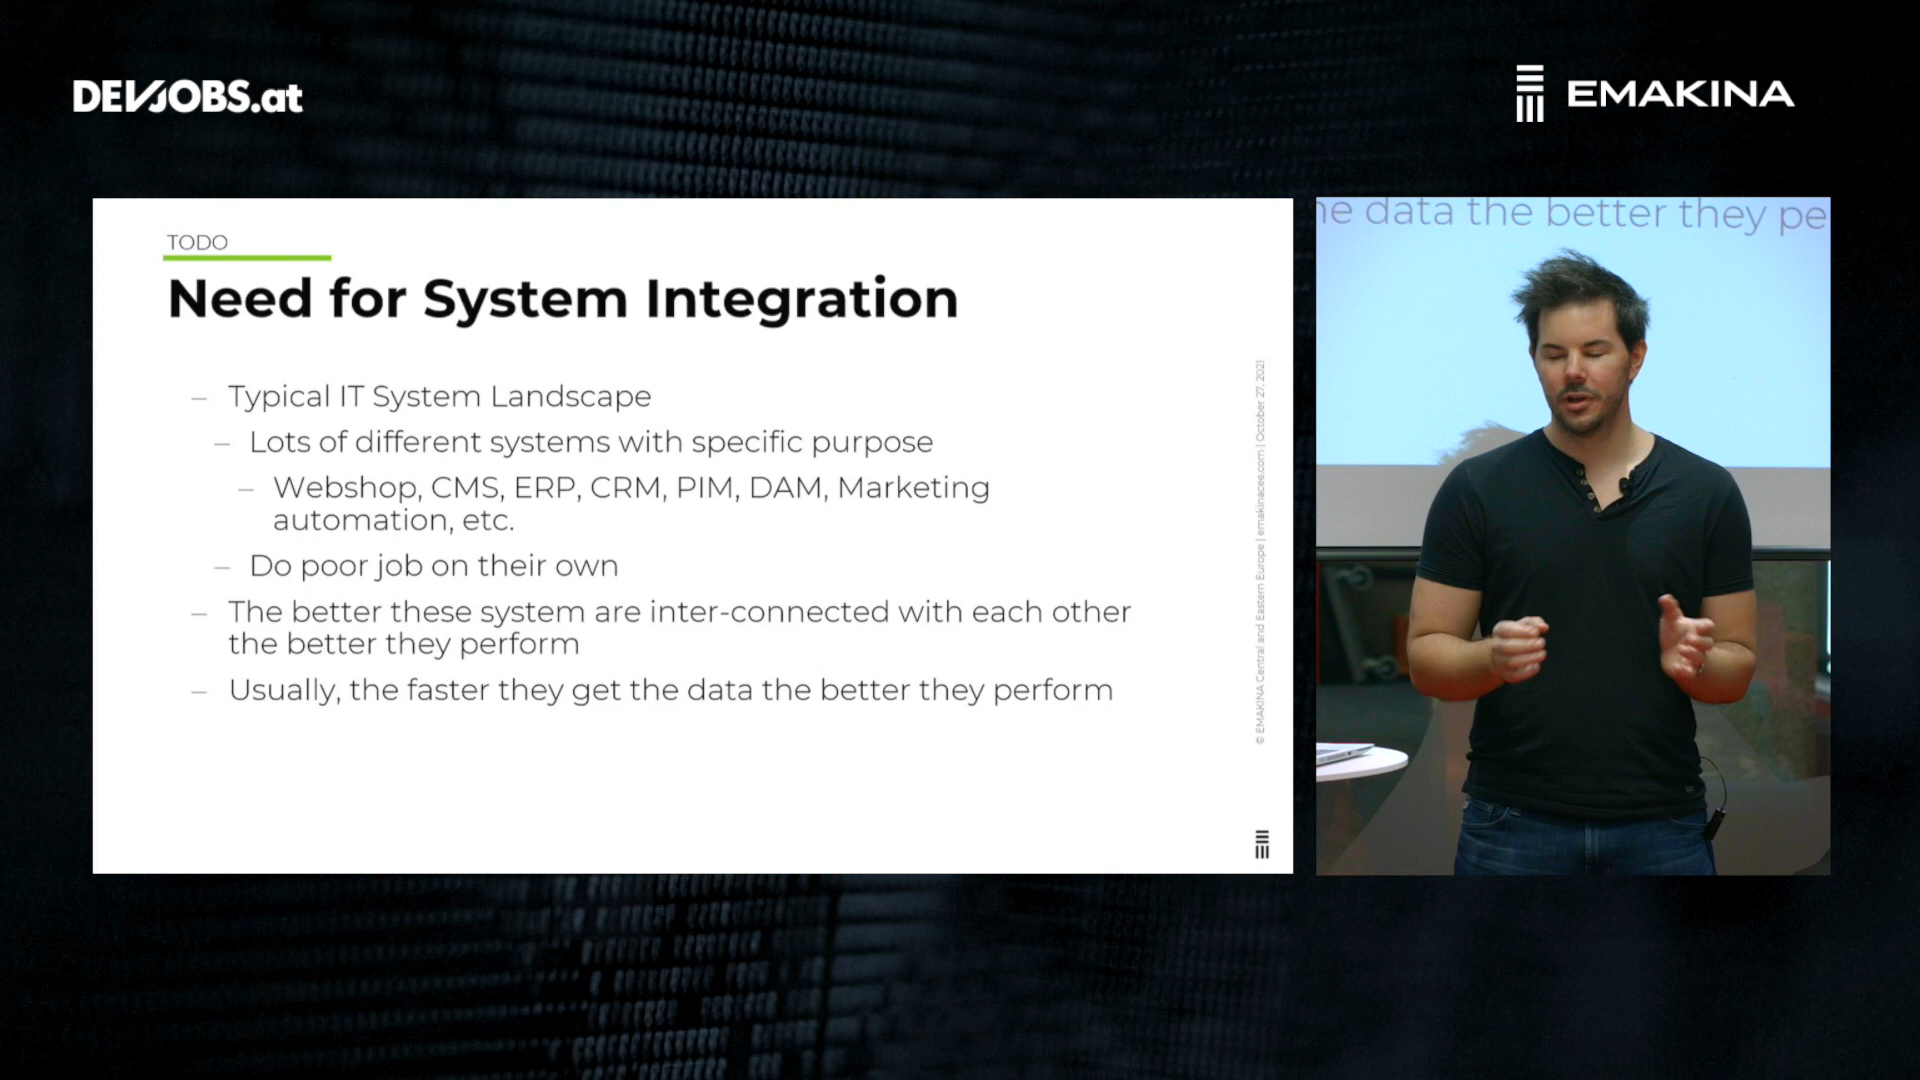 DEVJOBS.at
EMAKINA
TODO
Need for System Integration
– Typical IT System Landscape
– Lots of different systems with specific purpose
– Webshop, CMS, ERP, CRM, PIM, DAM, Marketing
automation, etc.
– Do poor job on their own
– The better these system are inter-connected with each other
the better they perform
– Usually, the faster they get the data the better they perform
© EMAKINA Central and Eastern Europe | emakinacee.com | October 27, 2021
he data the better they pe